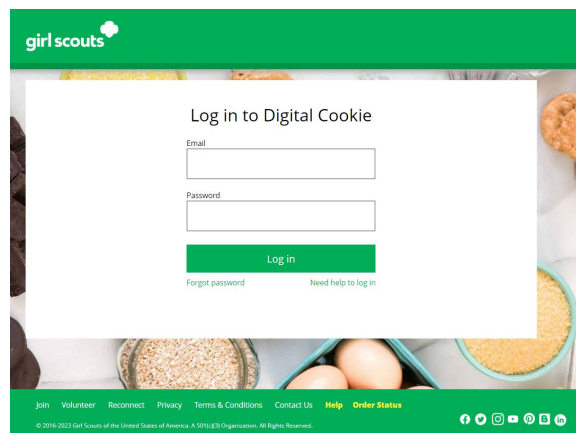 girl scouts
Log in to Digital Cookie
Email
Password
Log in
Forgot password Need help to log in
Join Volunteer Reconnect Privacy Terms & Conditions Contact Us Help Order Status
© 2016-2023 Girl Scouts of the United States of America. A 501(c)(3) Organization. All Rights Reserved.